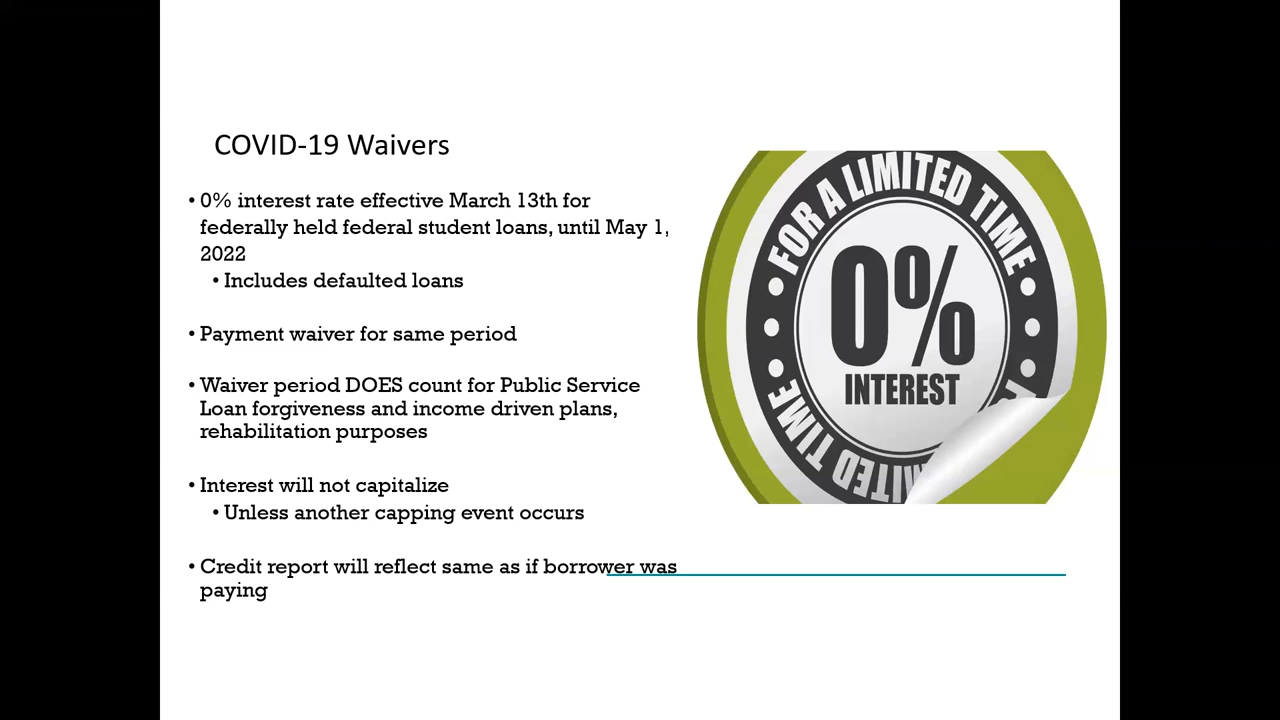 COVID-19 Waivers
• 0% interest rate effective March 13th for
federally held federal student loans, until May 1,
2022
• Includes defaulted loans
• Payment waiver for same period
• Waiver period DOES count for Public Service
Loan forgiveness and income driven plans,
rehabilitation purposes
• Interest will not capitalize
• Unless another capping event occurs
• Credit report will reflect same as if borrower was
paying
FOR A LIMITED TIME
0%
INTEREST
LIMITED TIME